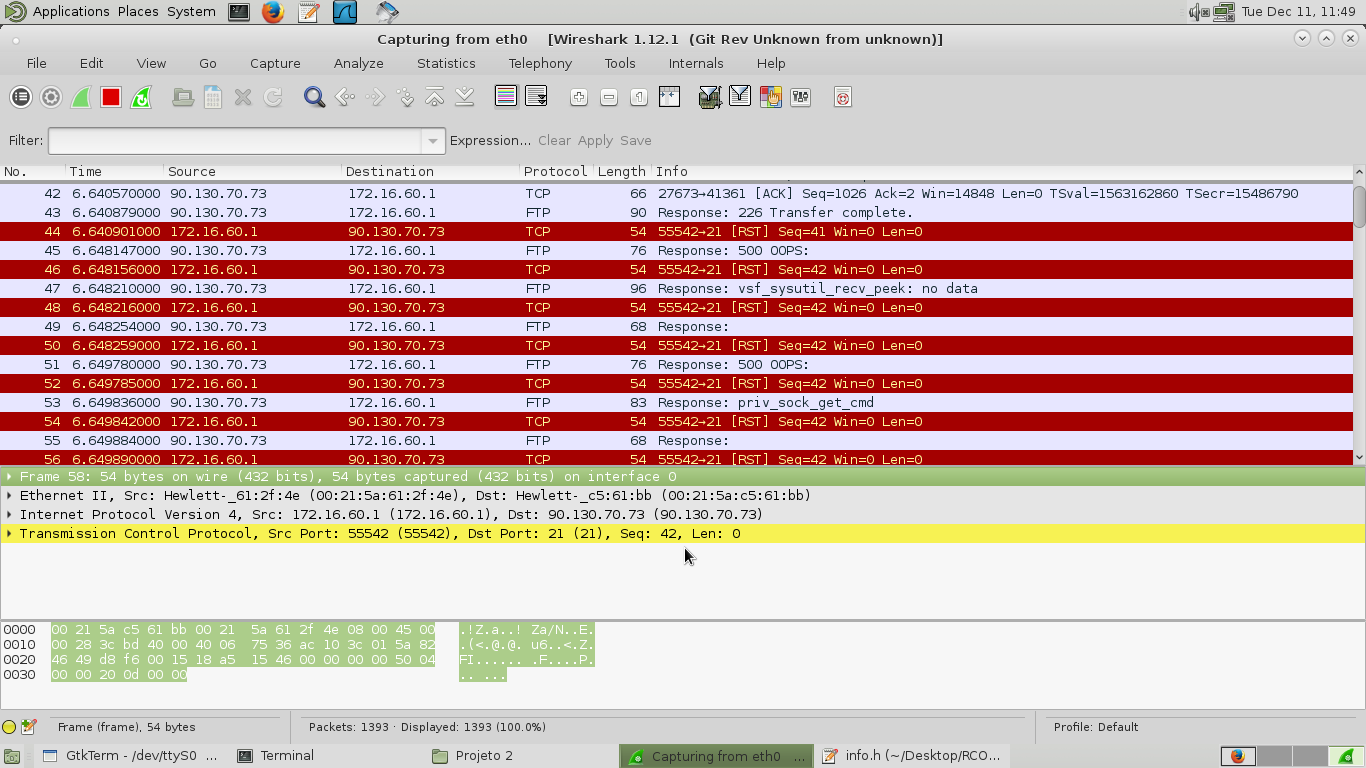 Applications Places System Tue Dec 11, 11:49
Capturing from eth0 [Wireshark 1.12.1 (Git Rev Unknown from unknown)]
File Edit View Go Capture Analyze Statistics Telephony Tools Internals Help
Filter: Expression... Clear Apply Save
No. Time Source Destination Protocol Length Info
42 6.640570000 90.130.70.73 172.16.60.1 TCP 66 27673→41361 [ACK] Seq=1026 Ack=2 Win=14848 Len=0 TSval=1563162860 TSecr=15486790
43 6.640879000 90.130.70.73 172.16.60.1 FTP 90 Response: 226 Transfer complete.
44 6.640901000 172.16.60.1 90.130.70.73 TCP 54 55542→21 [RST] Seq=41 Win=0 Len=0
45 6.648147000 90.130.70.73 172.16.60.1 FTP 76 Response: 500 OOPS:
46 6.648156000 172.16.60.1 90.130.70.73 TCP 54 55542→21 [RST] Seq=42 Win=0 Len=0
47 6.648210000 90.130.70.73 172.16.60.1 FTP 96 Response: vsf_sysutil_recv_peek: no data
48 6.648216000 172.16.60.1 90.130.70.73 TCP 54 55542→21 [RST] Seq=42 Win=0 Len=0
49 6.648254000 90.130.70.73 172.16.60.1 FTP 68 Response:
50 6.648259000 172.16.60.1 90.130.70.73 TCP 54 55542→21 [RST] Seq=42 Win=0 Len=0
51 6.649780000 90.130.70.73 172.16.60.1 FTP 76 Response: 500 OOPS:
52 6.649785000 172.16.60.1 90.130.70.73 TCP 54 55542→21 [RST] Seq=42 Win=0 Len=0
53 6.649836000 90.130.70.73 172.16.60.1 FTP 83 Response: priv_sock_get_cmd
54 6.649842000 172.16.60.1 90.130.70.73 TCP 54 55542→21 [RST] Seq=42 Win=0 Len=0
55 6.649884000 90.130.70.73 172.16.60.1 FTP 68 Response:
56 6.649890000 172.16.60.1 90.130.70.73 TCP 54 55542→21 [RST] Seq=42 Win=0 Len=0
Frame 58: 54 bytes on wire (432 bits), 54 bytes captured (432 bits) on interface 0
Ethernet II, Src: Hewlett-_61:2f:4e (00:21:5a:61:2f:4e), Dst: Hewlett-_c5:61:bb (00:21:5a:c5:61:bb)
Internet Protocol Version 4, Src: 172.16.60.1 (172.16.60.1), Dst: 90.130.70.73 (90.130.70.73)
Transmission Control Protocol, Src Port: 55542 (55542), Dst Port: 21 (21), Seq: 42, Len: 0
0000 00 21 5a c5 61 bb 00 21 5a 61 2f 4e 08 00 45 00 .!Z.a..! Za/N..E.
0010 00 28 3c bd 40 00 40 06 75 36 ac 10 3c 01 5a 82 .(<.@.@. u6..<.Z.
0020 46 49 d8 f6 00 15 18 a5 15 46 00 00 00 00 50 04 FI...... .F....P.
0030 00 00 20 0d 00 00 .. ...
Frame (frame), 54 bytes Packets: 1393 · Displayed: 1393 (100.0%) Profile: Default
GtkTerm - /dev/ttyS0 ... Terminal Projeto 2 Capturing from eth0 ... info.h (~/Desktop/RCO...